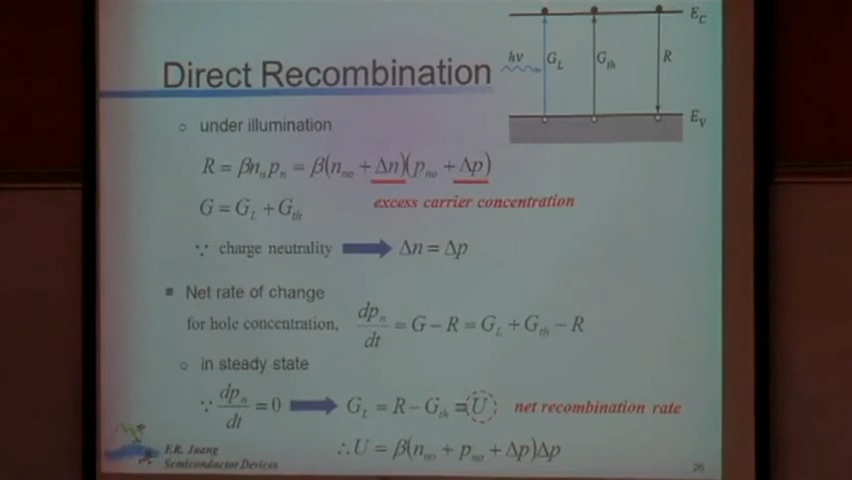 E_C
hν G_L G_th R
Direct Recombination
E_V
○ under illumination
R = βn_n p_n = β(n_no + Δn)(p_no + Δp)
G = G_L + G_th excess carrier concentration
∵ charge neutrality ➡ Δn = Δp
■ Net rate of change
for hole concentration, dp_n/dt = G − R = G_L + G_th − R
○ in steady state
∵ dp_n/dt = 0 ➡ G_L = R − G_th ≡ U net recombination rate
∴ U = β(n_no + p_no + Δp)Δp
F.R. Juang
Semiconductor Devices
26